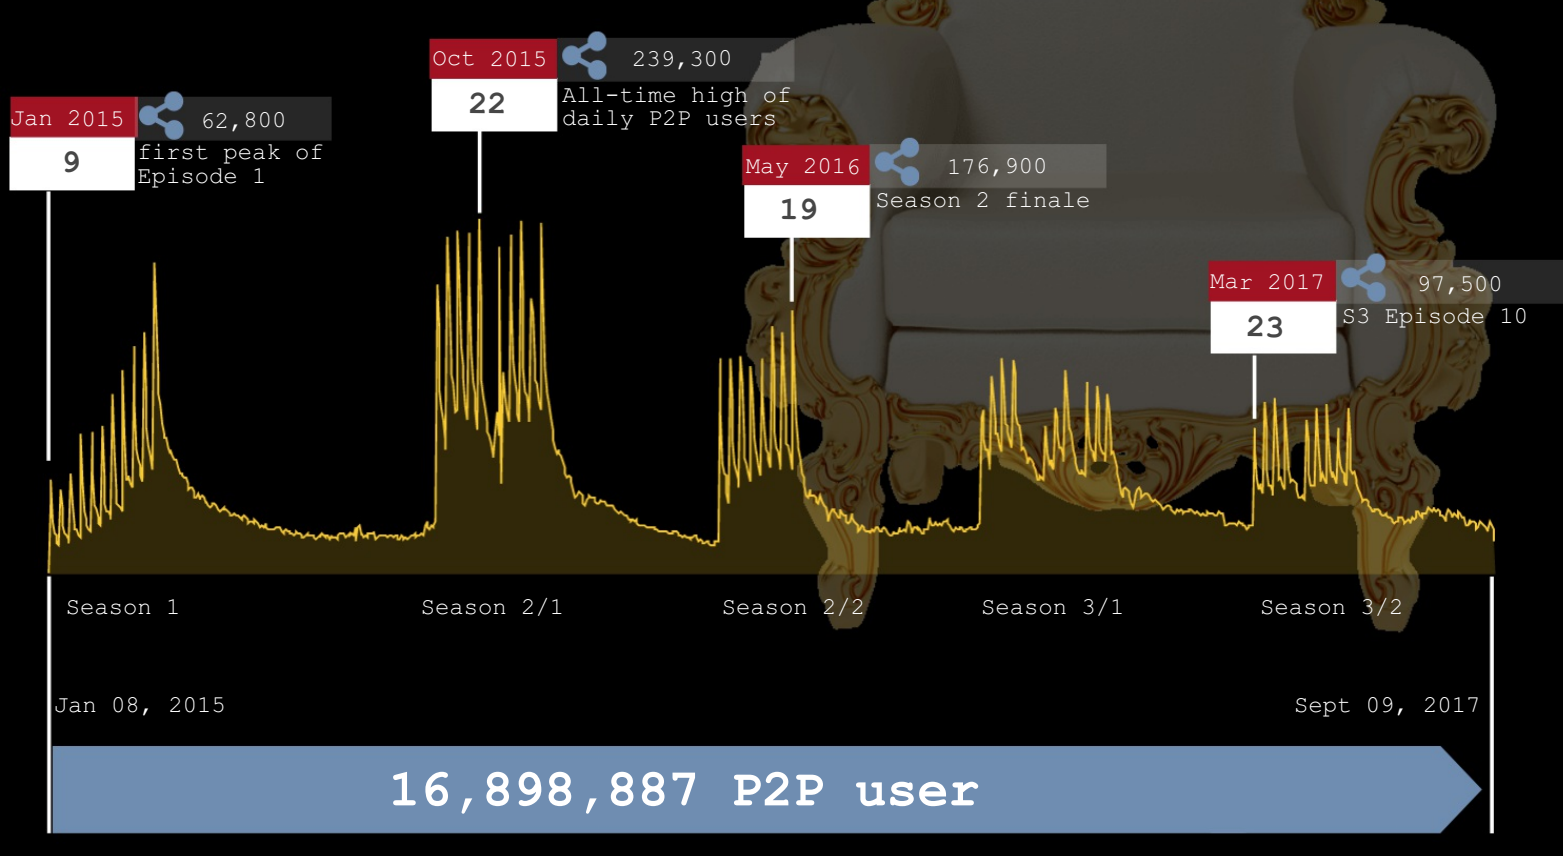 Oct 2015
239,300
22
All-time high of
daily P2P users
Jan 2015
62,800
9
first peak of
Episode 1
May 2016
176,900
19
Season 2 finale
Mar 2017
97,500
23
S3 Episode 10
Season 1
Season 2/1
Season 2/2
Season 3/1
Season 3/2
Jan 08, 2015
Sept 09, 2017
16,898,887 P2P user